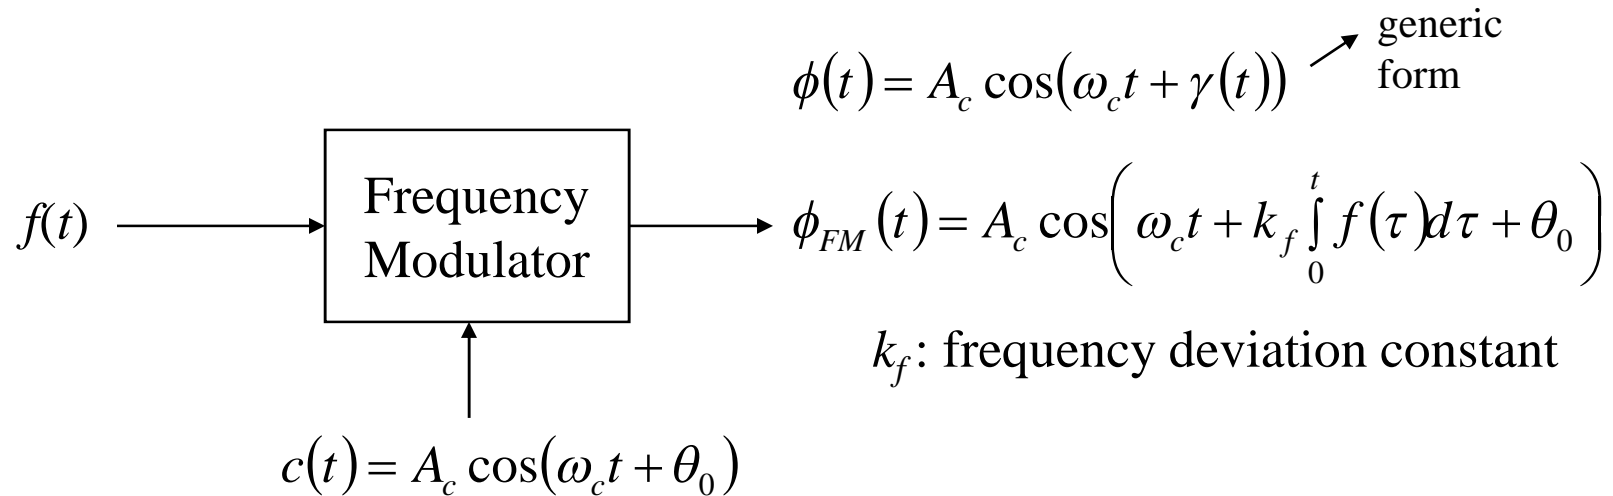 generic
form
ϕ(t) = A_c cos(ω_c t + γ(t))
Frequency
Modulator
f(t)
ϕ_FM (t) = A_c cos( ω_c t + k_f ∫_0^t f(τ)dτ + θ_0 )
k_f : frequency deviation constant
c(t) = A_c cos(ω_c t + θ_0)